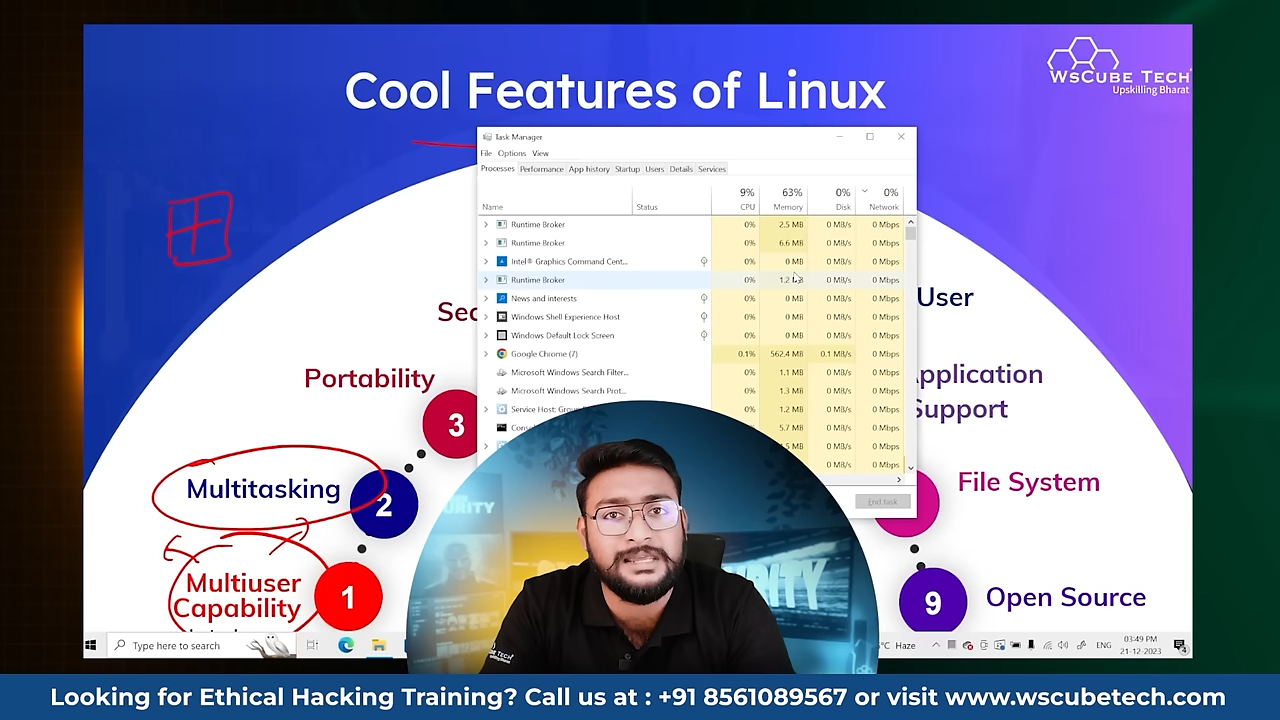 Cool Features of Linux
WsCube Tech
Upskilling Bharat
Task Manager
File Options View
Processes Performance App history Startup Users Details Services
9% 63% 0% 0%
Name Status CPU Memory Disk Network
Runtime Broker 0% 2.5 MB 0 MB/s 0 Mbps
Runtime Broker 0% 6.6 MB 0 MB/s 0 Mbps
Intel® Graphics Command Cent... 0% 0 MB 0 MB/s 0 Mbps
Runtime Broker 0% 0 MB/s 0 Mbps
News and interests 0% 0 MB 0 MB/s 0 Mbps
Windows Shell Experience Host 0% 0 MB 0 MB/s 0 Mbps
Windows Default Lock Screen 0% 0 MB 0 MB/s 0 Mbps
Google Chrome (7) 0.1% 562.4 MB 0.1 MB/s 0 Mbps
Microsoft Windows Search Filter... 0% 1.1 MB 0 MB/s 0 Mbps
Microsoft Windows Search Prot... 0% 1.3 MB 0 MB/s 0 Mbps
Service Host: 0% 1.2 MB 0 MB/s 0 Mbps
5.7 MB 0 MB/s 0 Mbps
0 MB/s 0 Mbps
0 MB/s 0 Mbps
End task
Sec
Portability
3
Multitasking
2
Multiuser
Capability
1
User
Application
Support
File System
9
Open Source
Type here to search
Haze
ENG
03:49 PM
21-12-2023
Looking for Ethical Hacking Training? Call us at : +91 8561089567 or visit www.wscubetech.com